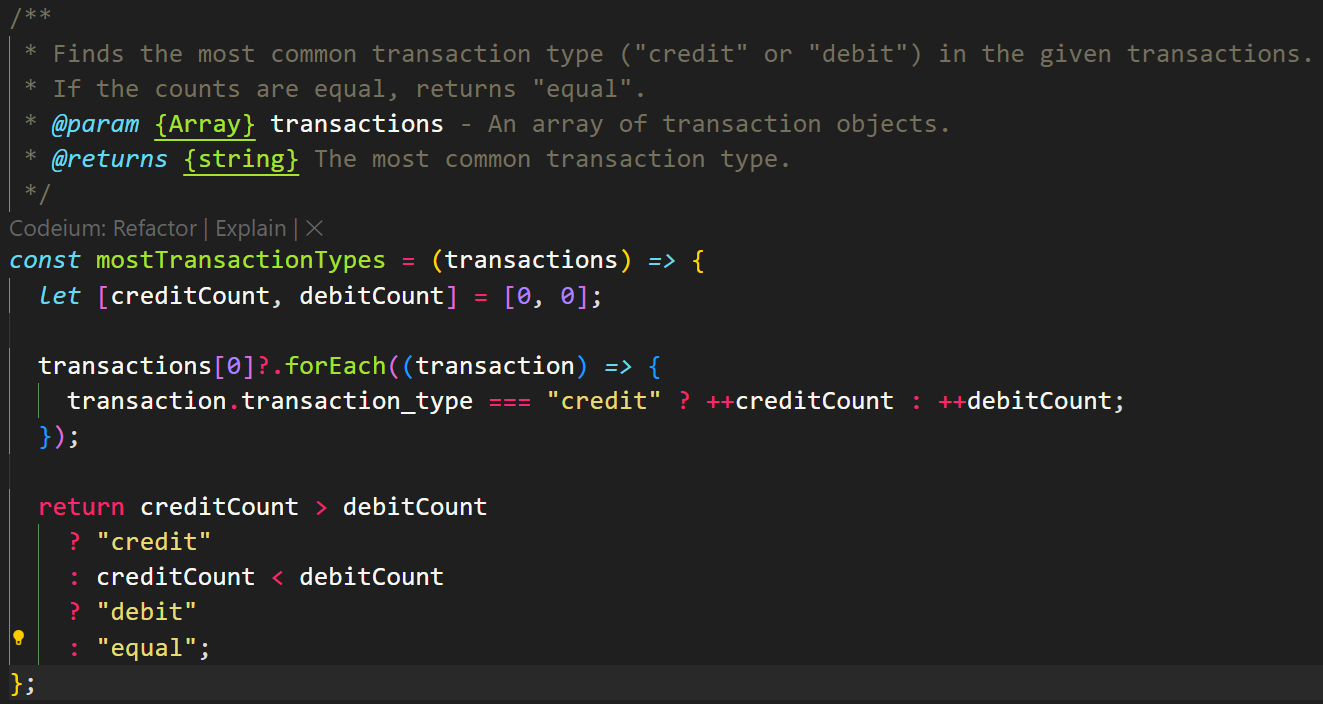 /**
 * Finds the most common transaction type ("credit" or "debit") in the given transactions.
 * If the counts are equal, returns "equal".
 * @param {Array} transactions - An array of transaction objects.
 * @returns {string} The most common transaction type.
 */
Codeium: Refactor | Explain | ×
const mostTransactionTypes = (transactions) => {
  let [creditCount, debitCount] = [0, 0];

  transactions[0]?.forEach((transaction) => {
    transaction.transaction_type === "credit" ? ++creditCount : ++debitCount;
  });

  return creditCount > debitCount
    ? "credit"
    : creditCount < debitCount
    ? "debit"
    : "equal";
};